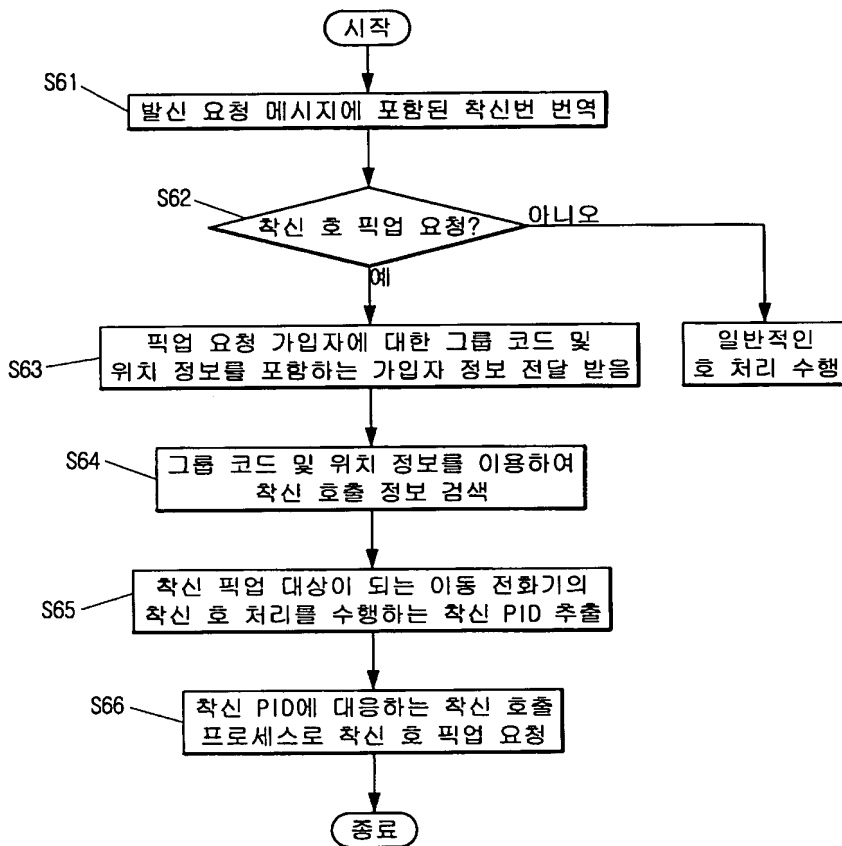 시작
S61
발신 요청 메시지에 포함된 착신번 번역
S62
착신 호 픽업 요청?
아니오
예
S63
픽업 요청 가입자에 대한 그룹 코드 및
위치 정보를 포함하는 가입자 정보 전달 받음
일반적인
호 처리 수행
S64
그룹 코드 및 위치 정보를 이용하여
착신 호출 정보 검색
S65
착신 픽업 대상이 되는 이동 전화기의
착신 호 처리를 수행하는 착신 PID 추출
S66
착신 PID에 대응하는 착신 호출
프로세스로 착신 호 픽업 요청
종료